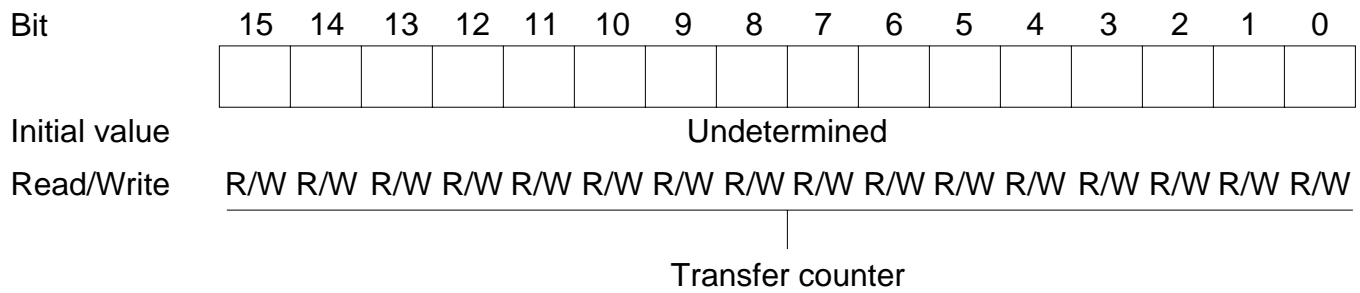 Bit 15 14 13 12 11 10 9 8 7 6 5 4 3 2 1 0
Initial value Undetermined
Read/Write R/W R/W R/W R/W R/W R/W R/W R/W R/W R/W R/W R/W R/W R/W R/W R/W
Transfer counter